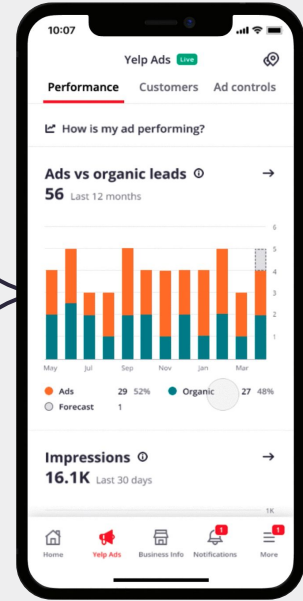 10:07
Yelp Ads Live
Performance Customers Ad controls
How is my ad performing?
Ads vs organic leads
56 Last 12 months
6
5
4
3
2
1
May Jul Sep Nov Jan Mar
Ads 29 52% Organic 27 48%
Forecast 1
Impressions
16.1K Last 30 days
1K
1 1
Home Yelp Ads Business Info Notifications More